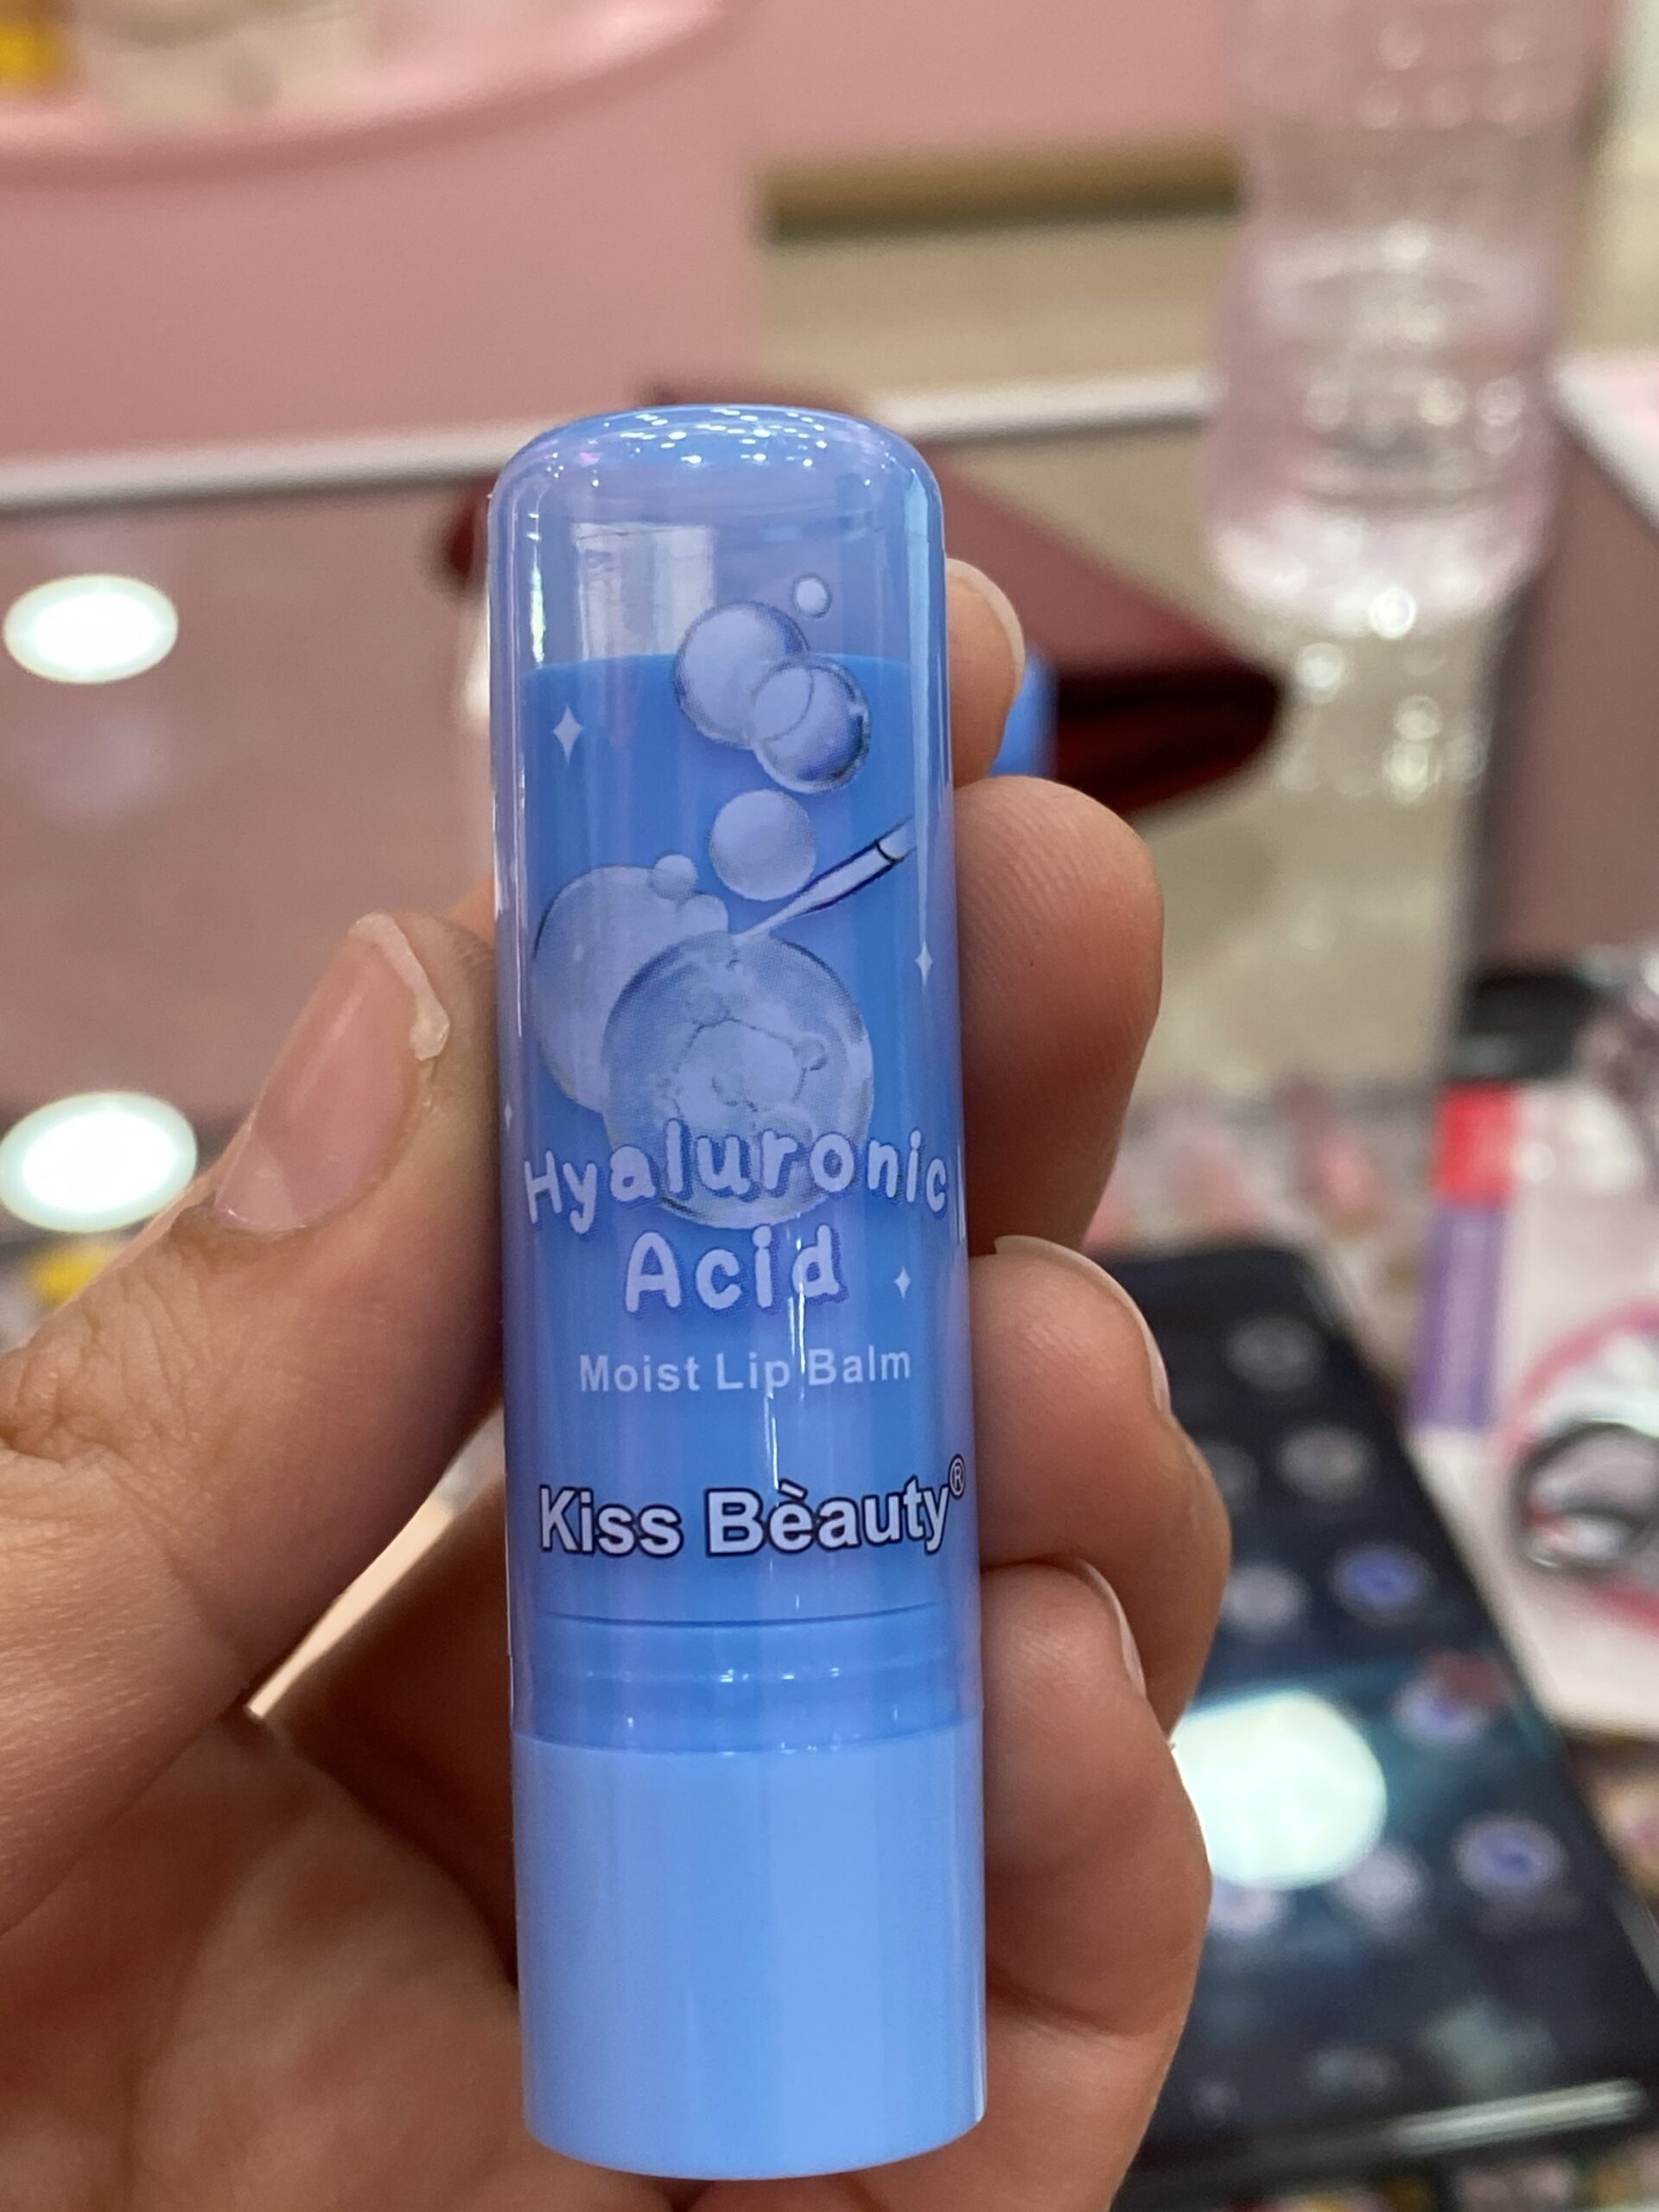 Hyaluronic
Acid
Moist Lip Balm
Kiss Bèauty®